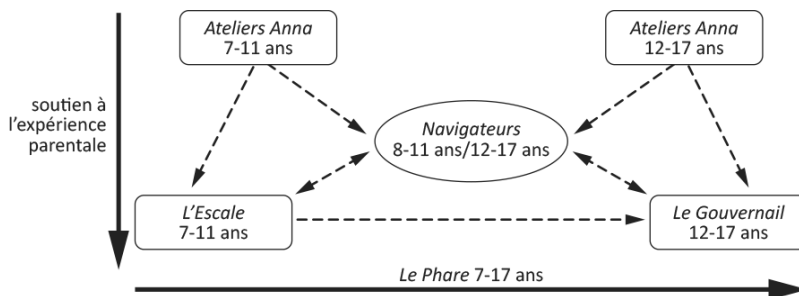 Ateliers Anna
7-11 ans
Ateliers Anna
12-17 ans
soutien à
l'expérience
parentale
Navigateurs
8-11 ans/12-17 ans
L'Escale
7-11 ans
Le Gouvernail
12-17 ans
Le Phare 7-17 ans